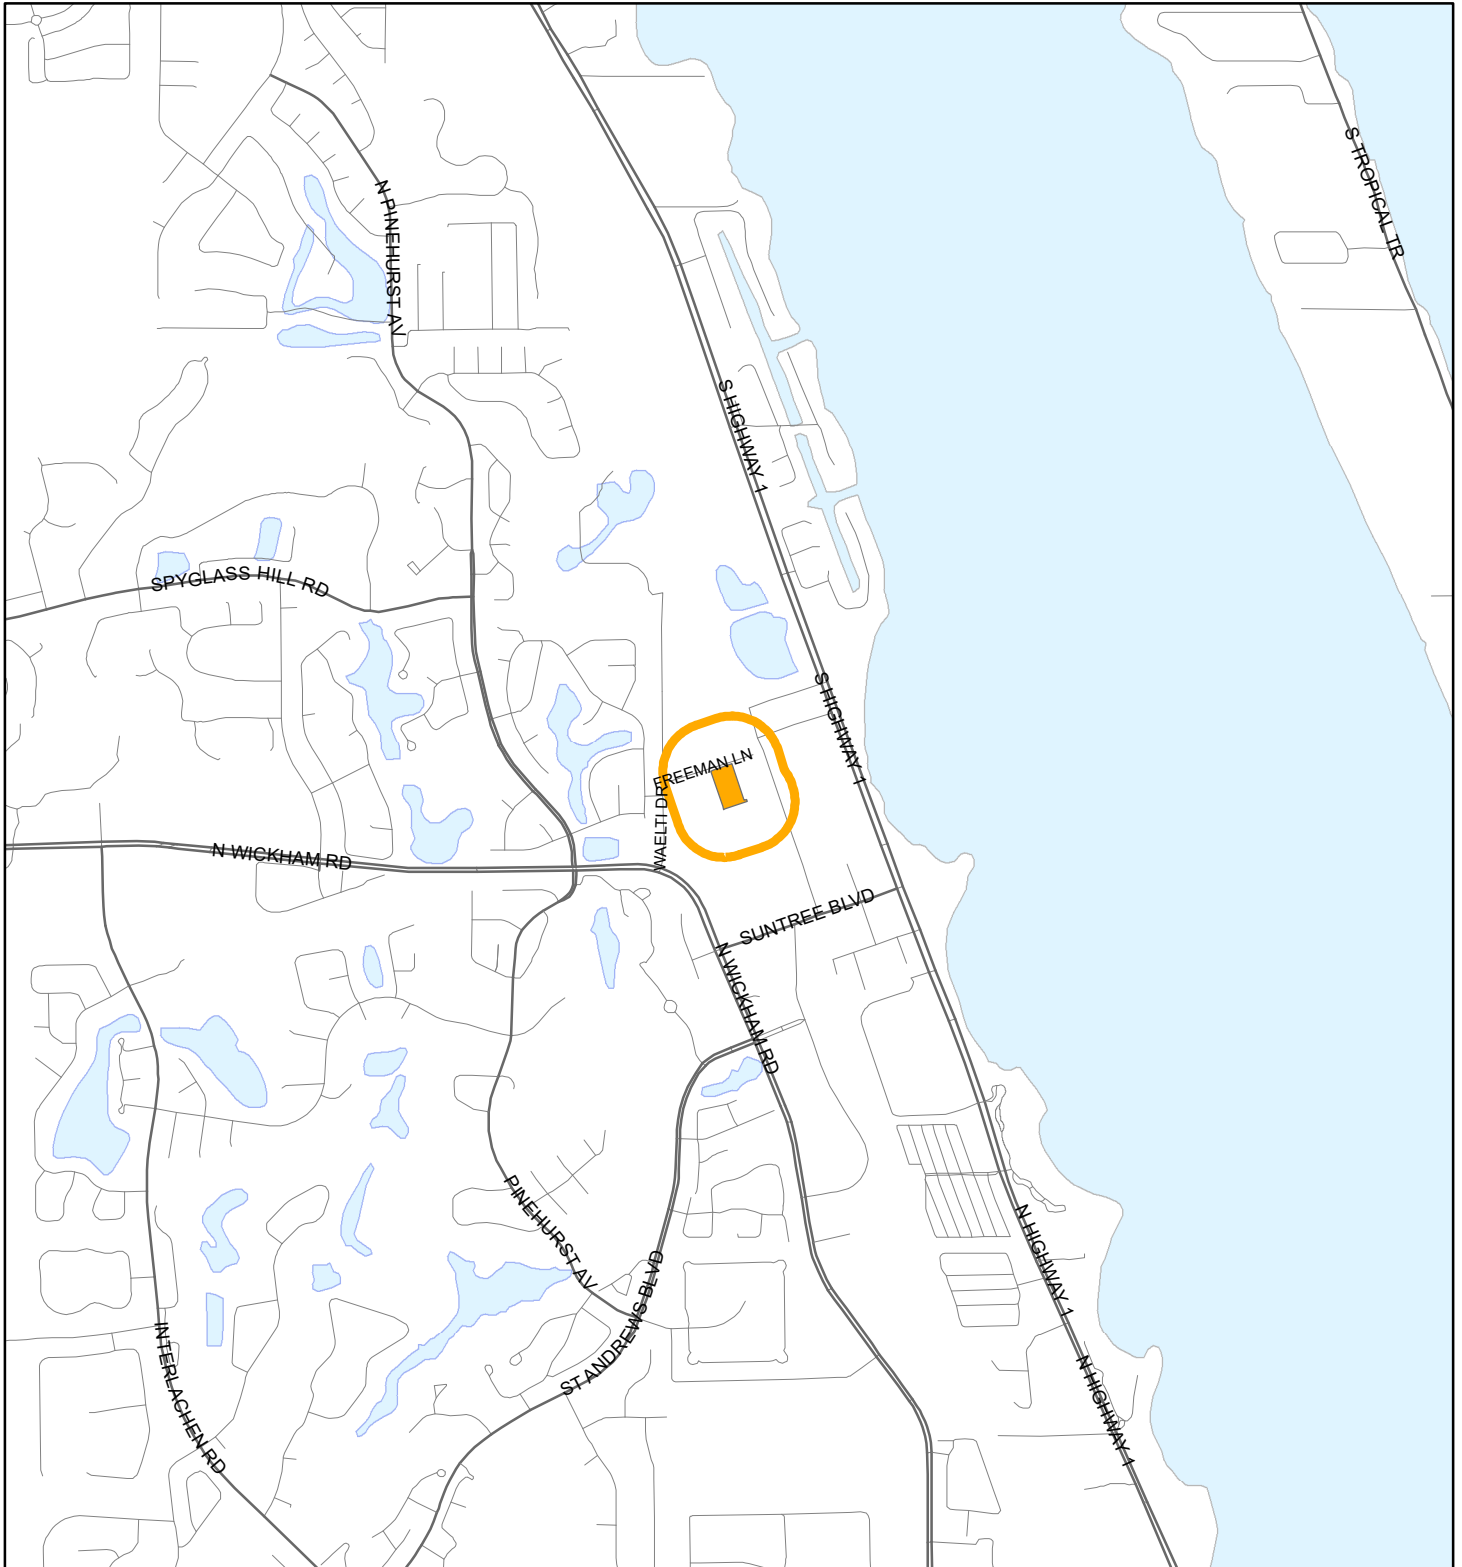 S TROPICAL TR
N PINEHURST AV
S HIGHWAY 1
SPYGLASS HILL RD
S HIGHWAY 1
FREEMAN LN
WAELTI DR
N WICKHAM RD
SUNTREE BLVD
N WICKHAM RD
PINEHURST AV
N HIGHWAY 1
ST ANDREWS BLVD
INTERLACHEN RD
N HIGHWAY 1